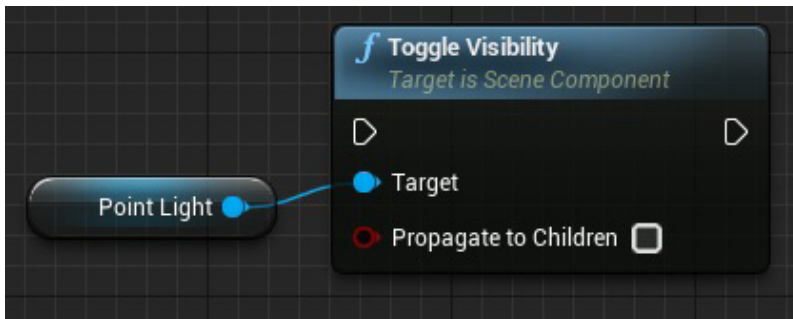 f Toggle Visibility
Target is Scene Component
Point Light
Target
Propagate to Children